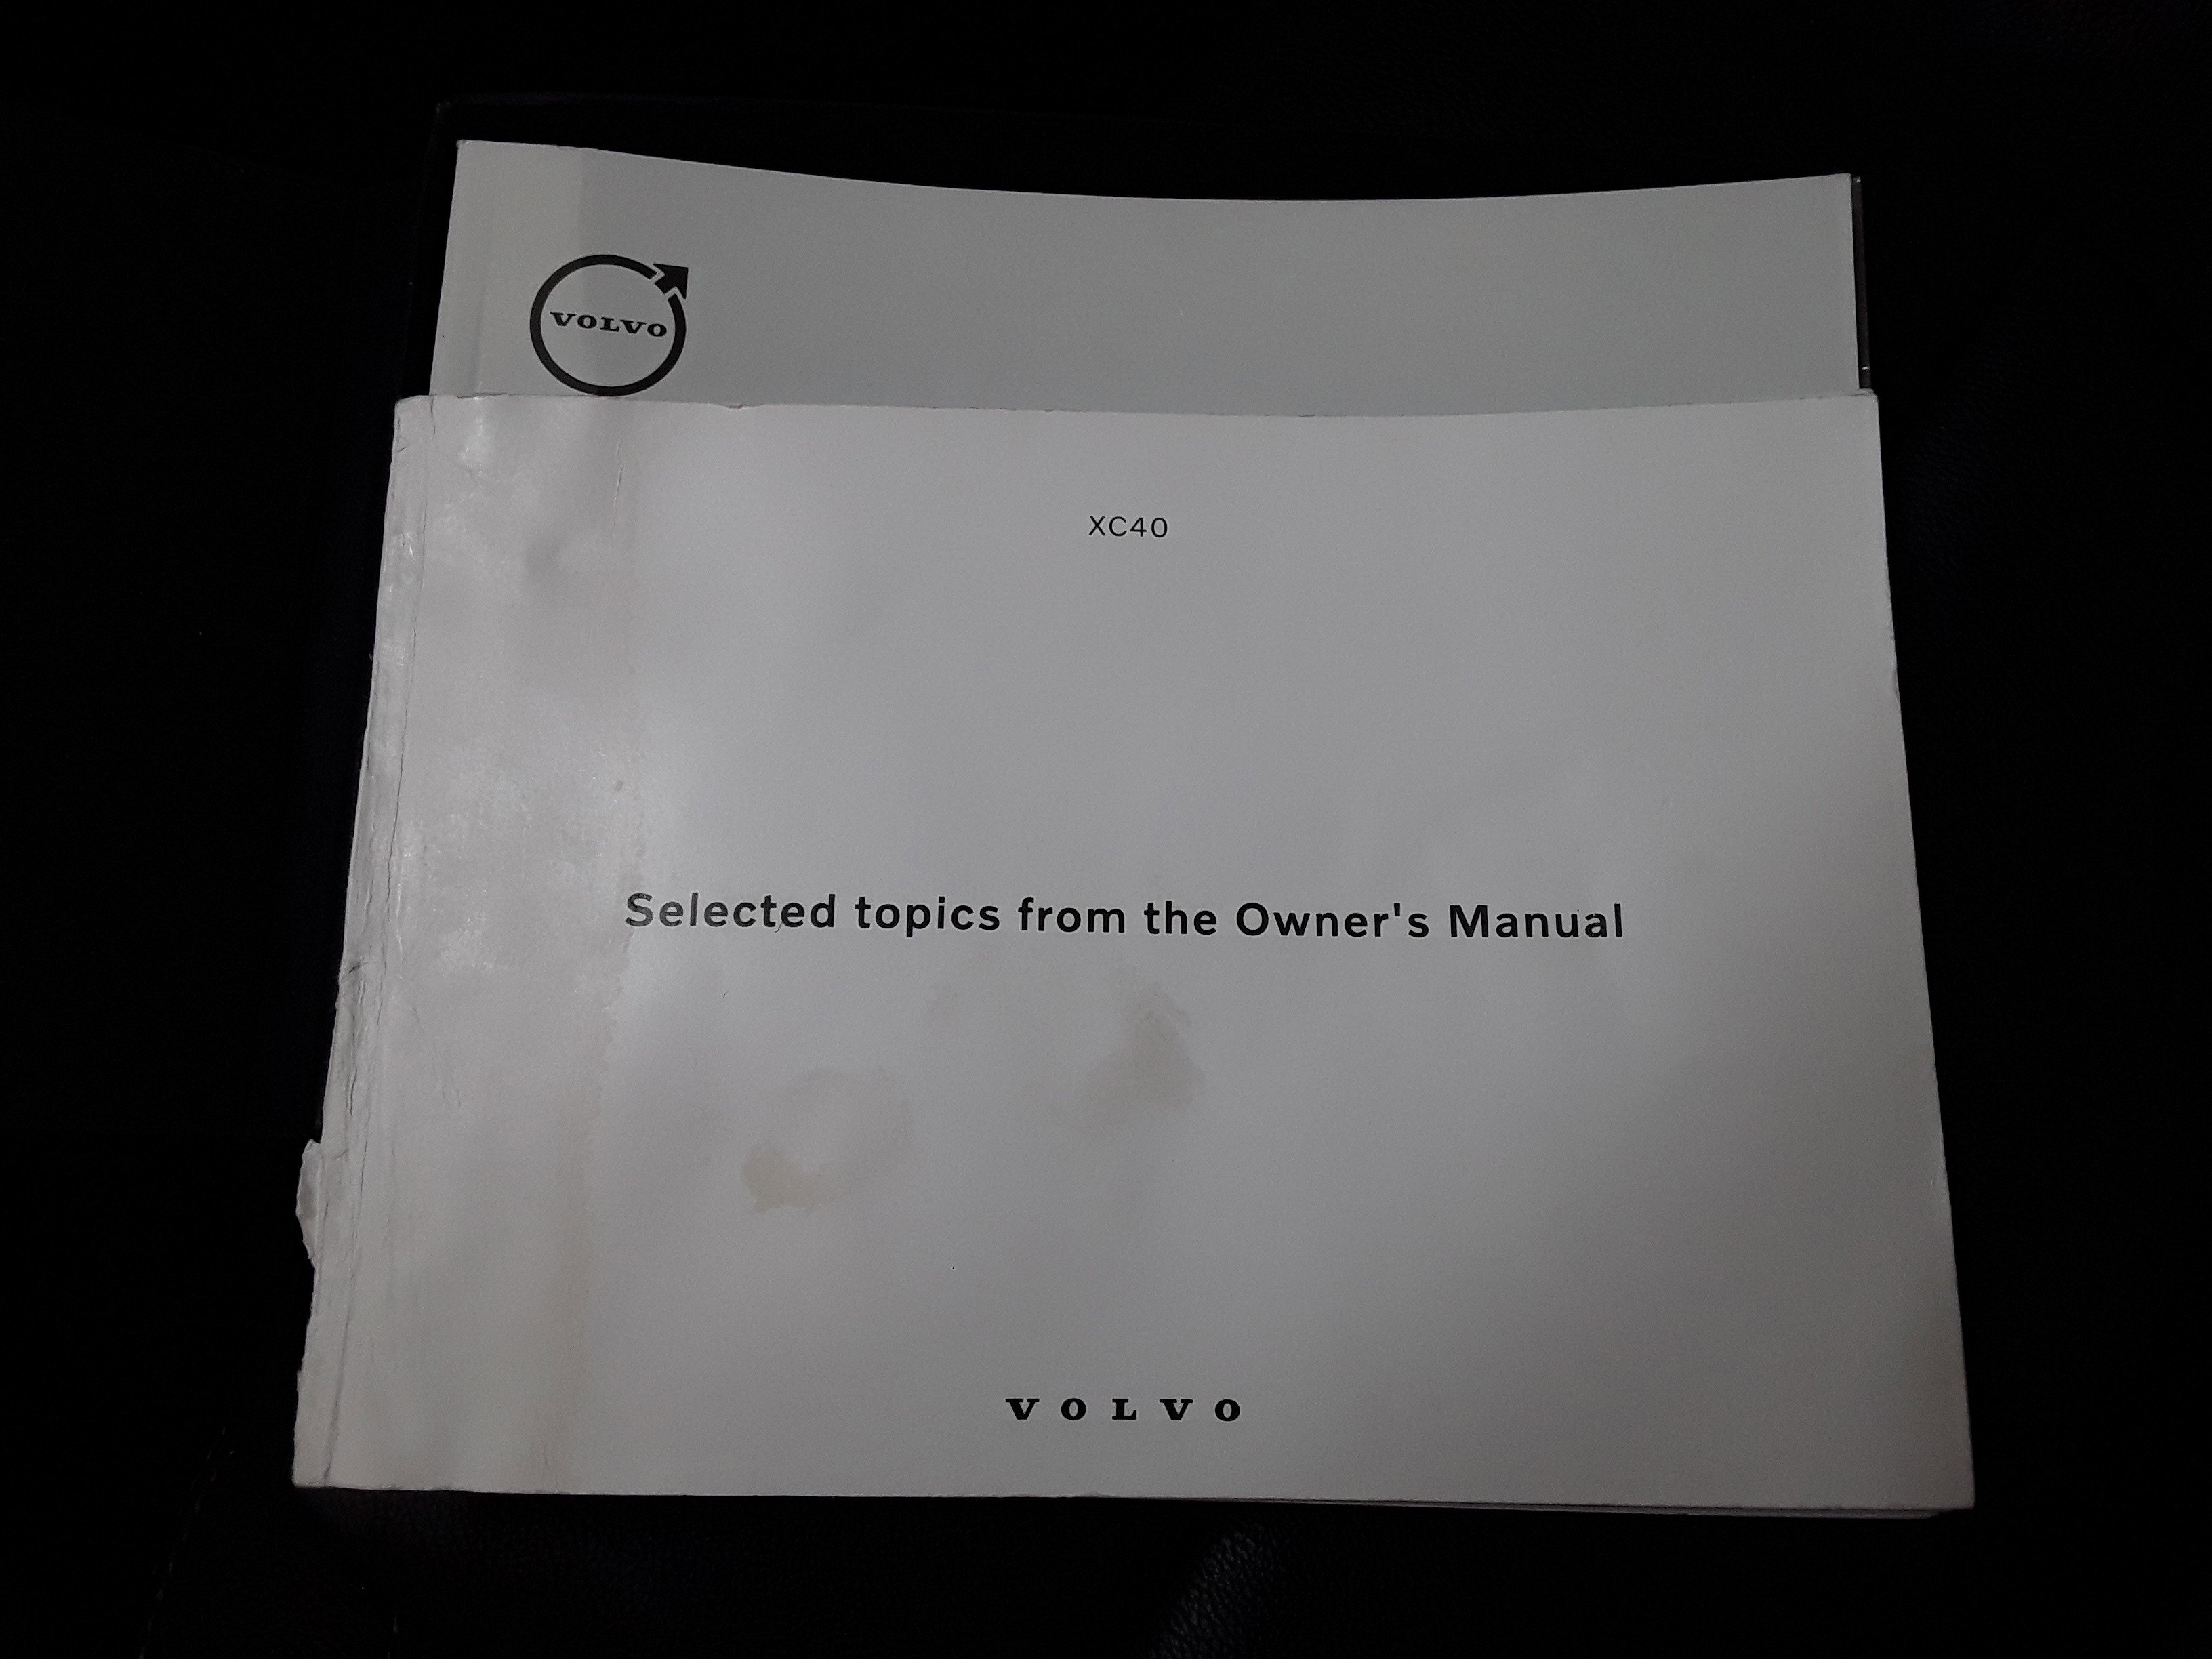 VOLVO
XC40
Selected topics from the Owner's Manual
VOLVO